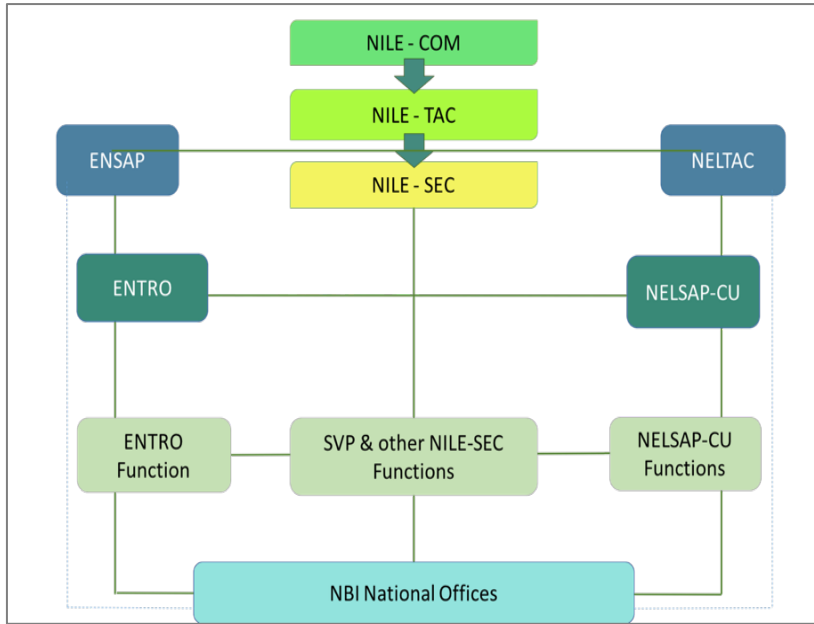 NILE - COM
NILE - TAC
ENSAP
NELTAC
NILE - SEC
ENTRO
NELSAP-CU
ENTRO
Function
SVP & other NILE-SEC
Functions
NELSAP-CU
Functions
NBI National Offices